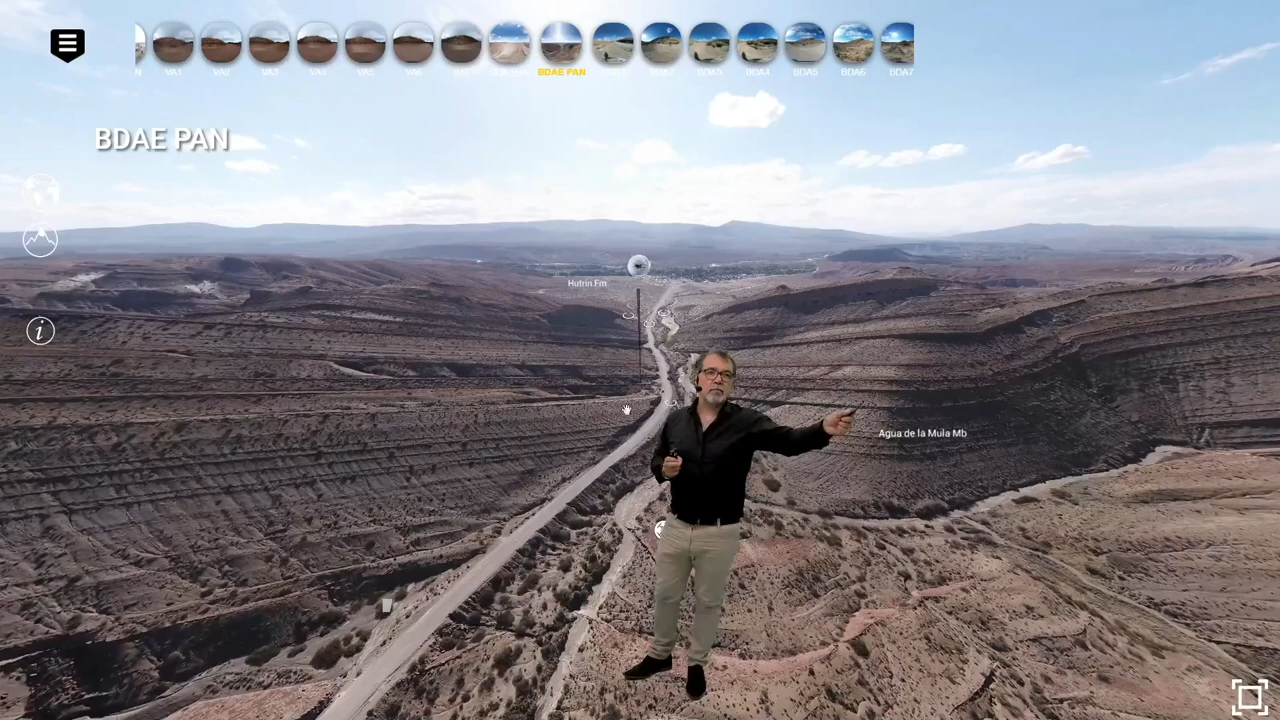 VA1 VA2 VA3 VA4 VA5 VA6 BDAE PAN BDA2 BDA3 BDA4 BDA5 BDA6 BDA7
BDAE PAN
Hutrin Fm
Agua de la Mula Mb
i